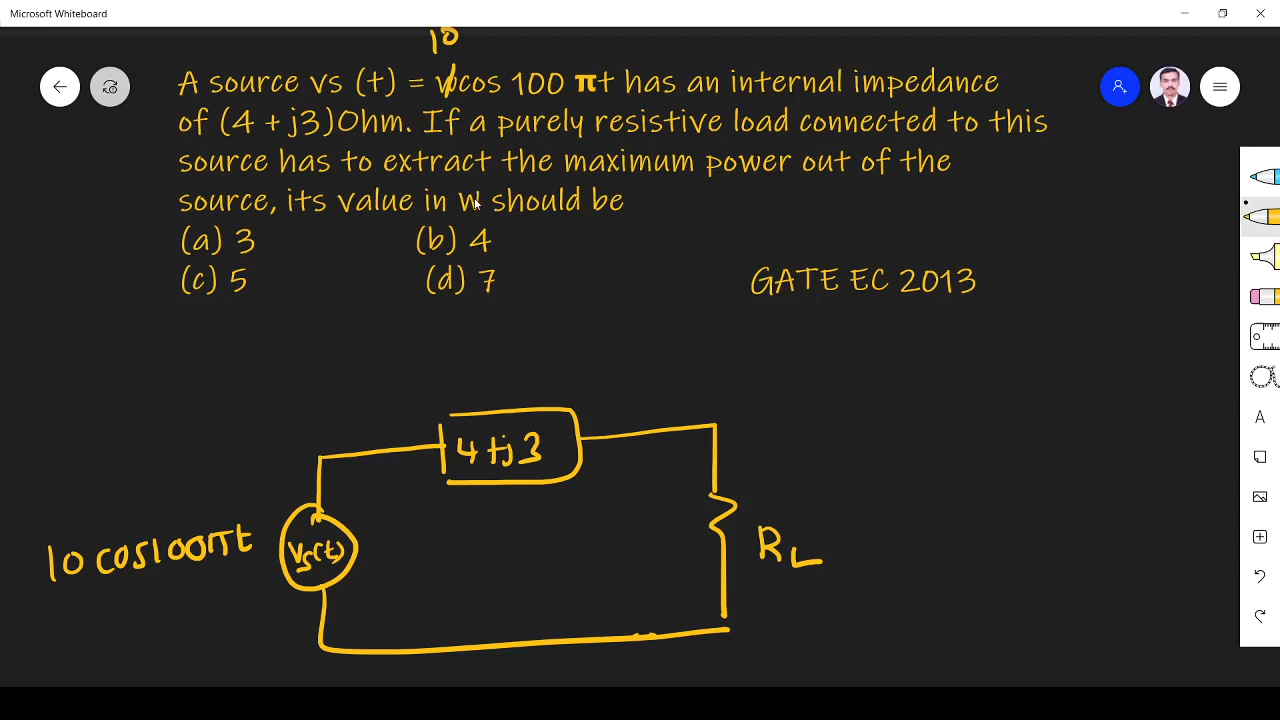 Microsoft Whiteboard
10
A source vs (t) = cos 100 πt has an internal impedance
of (4 + j3)Ohm. If a purely resistive load connected to this
source has to extract the maximum power out of the
source, its value in W should be
(a) 3 (b) 4
(c) 5 (d) 7 GATE EC 2013
4+j3
10 cos100πt
Vs(t)
RL
A